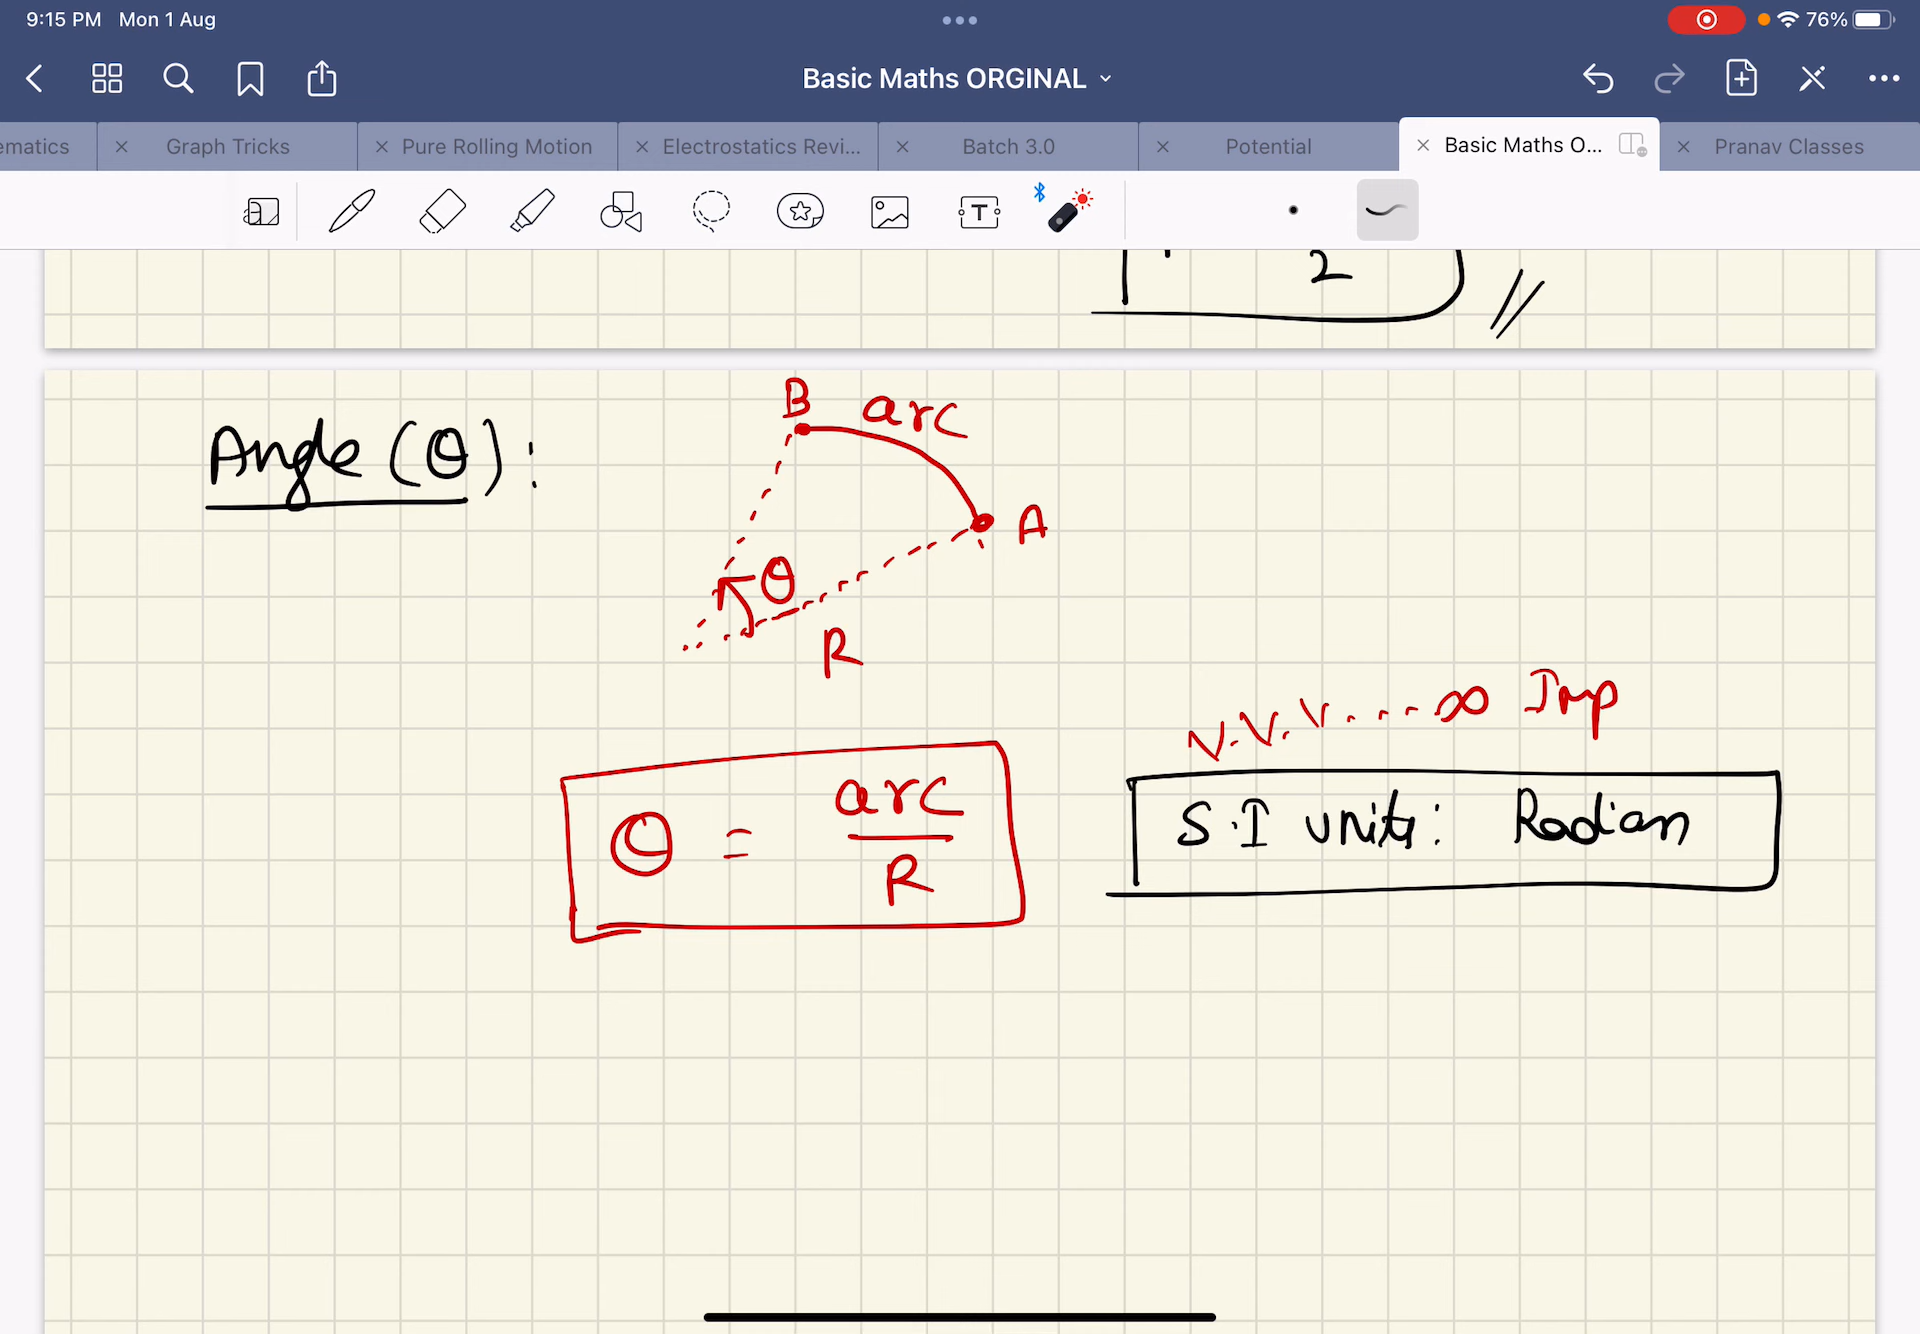 9:15 PM Mon 1 Aug
76%
Basic Maths ORGINAL
ematics
Graph Tricks
Pure Rolling Motion
Electrostatics Revi...
Batch 3.0
Potential
Basic Maths O...
Pranav Classes
2
Angle (θ) :
B arc
A
θ
R
V.V.V. ... ∞ Imp
θ = arc / R
S.I units: Radian